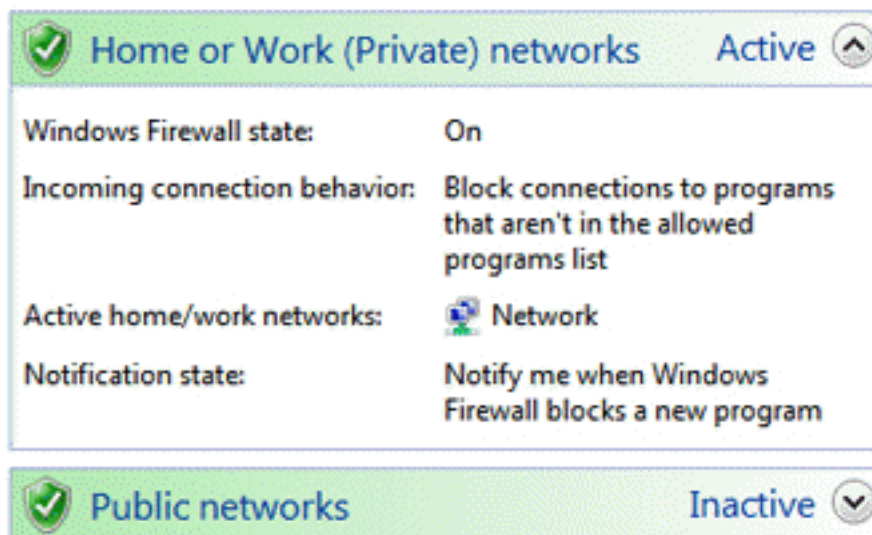 Home or Work (Private) networks Active
Windows Firewall state: On
Incoming connection behavior: Block connections to programs
that aren't in the allowed
programs list
Active home/work networks: Network
Notification state: Notify me when Windows
Firewall blocks a new program
Public networks Inactive